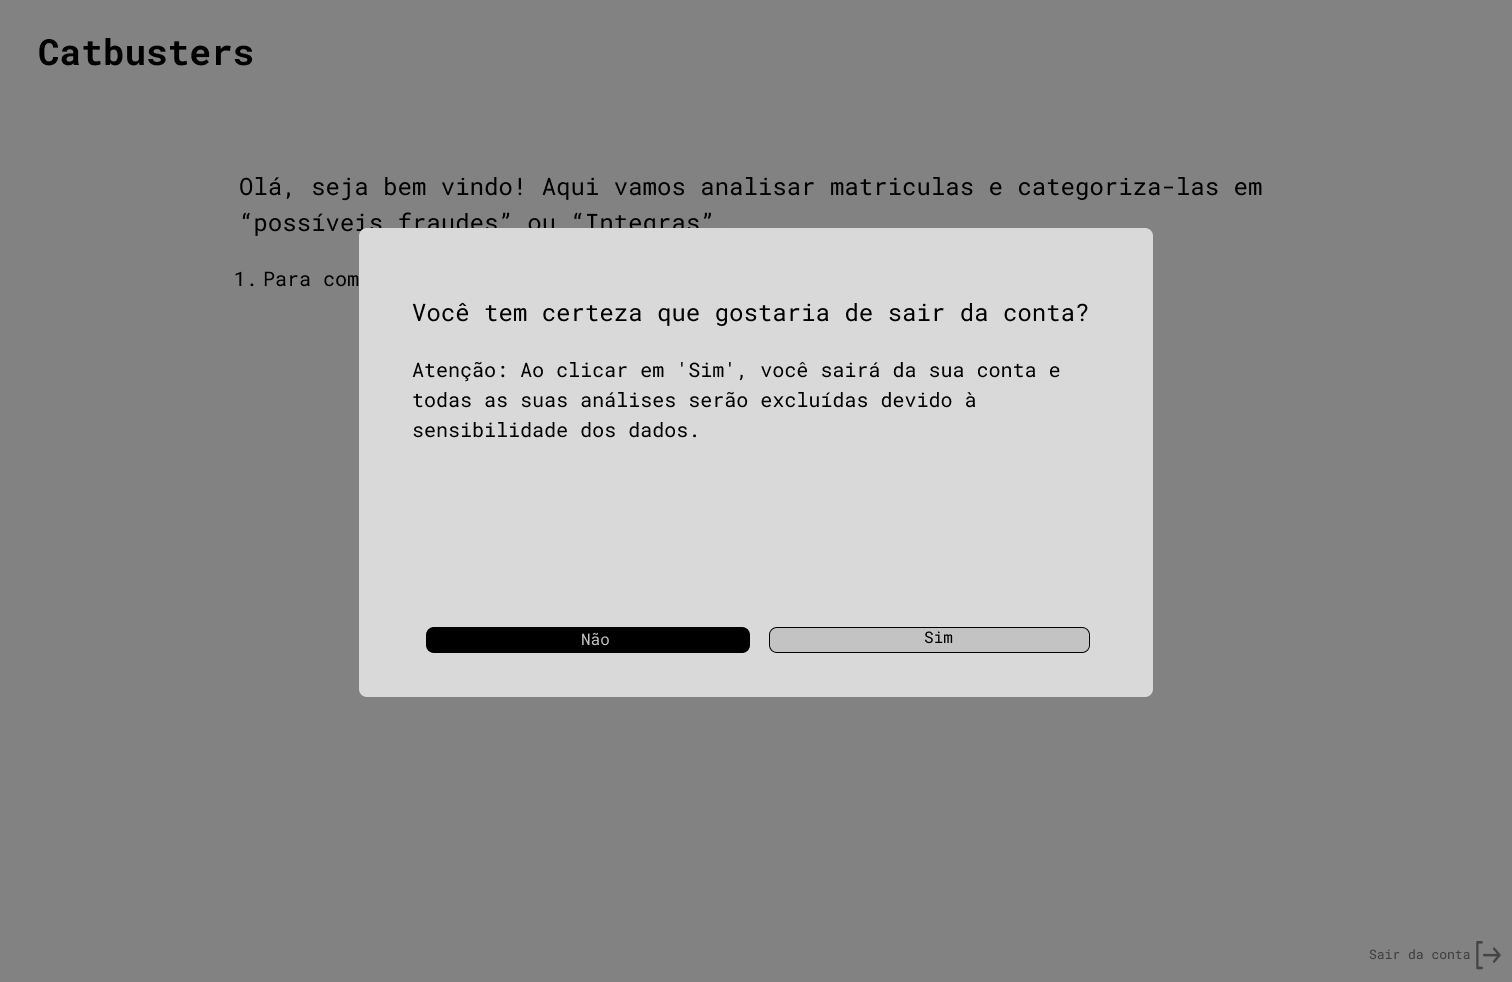 Catbusters
Olá, seja bem vindo! Aqui vamos analisar matriculas e categoriza-las em
“possíveis fraudes” ou “Integras”
1. Para com
Você tem certeza que gostaria de sair da conta?
Atenção: Ao clicar em 'Sim', você sairá da sua conta e
todas as suas análises serão excluídas devido à
sensibilidade dos dados.
Não
Sim
Sair da conta